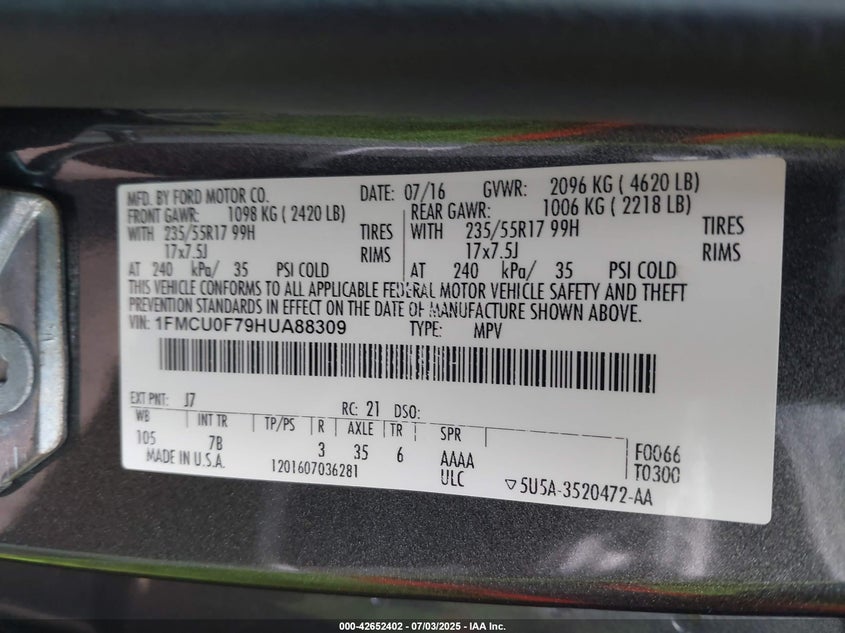 MFD. BY FORD MOTOR CO. DATE: 07/16 GVWR: 2096 KG ( 4620 LB)
FRONT GAWR: 1098 KG ( 2420 LB) REAR GAWR: 1006 KG ( 2218 LB)
WITH 235/55R17 99H TIRES WITH 235/55R17 99H TIRES
17x7.5J RIMS 17x7.5J RIMS
AT 240 kPa/ 35 PSI COLD AT 240 kPa/ 35 PSI COLD
THIS VEHICLE CONFORMS TO ALL APPLICABLE FEDERAL MOTOR VEHICLE SAFETY AND THEFT
PREVENTION STANDARDS IN EFFECT ON THE DATE OF MANUFACTURE SHOWN ABOVE.
VIN: 1FMCU0F79HUA88309 TYPE: MPV
EXT PNT: J7 RC: 21 DSO:
WB INT TR TP/PS R AXLE TR SPR
105 7B 3 35 6 AAAA F0066
MADE IN U.S.A. 1201607036281 ULC T0300
▽5U5A-3520472-AA
000-42652402 - 07/03/2025 - IAA Inc.